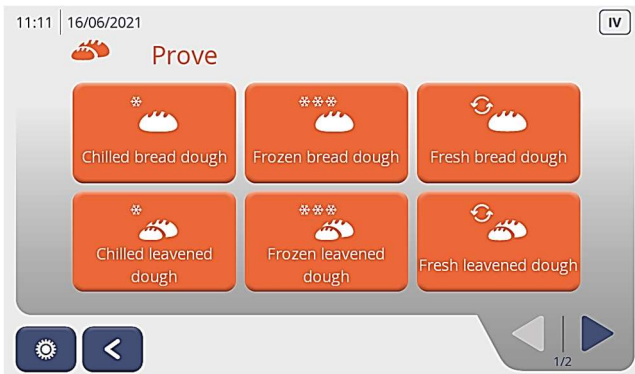 11:11 16/06/2021 IV
Prove
Chilled bread dough
Frozen bread dough
Fresh bread dough
Chilled leavened
dough
Frozen leavened
dough
Fresh leavened dough
1/2